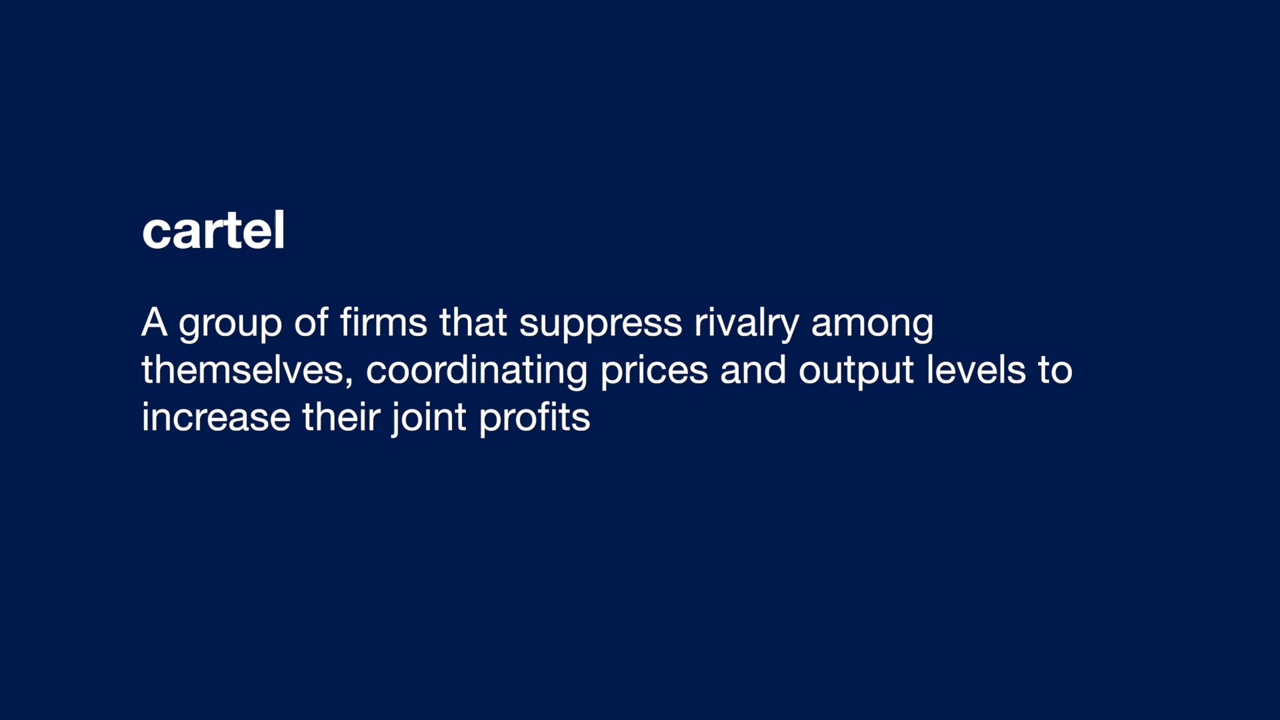 cartel
A group of firms that suppress rivalry among
themselves, coordinating prices and output levels to
increase their joint profits